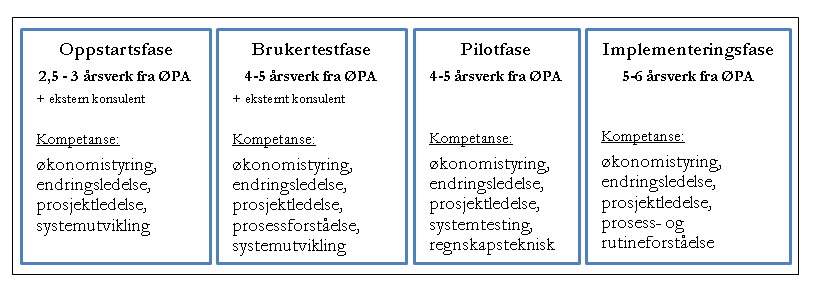 Oppstartsfase
2,5 - 3 årsverk fra ØPA
+ ekstern konsulent
Kompetanse:
økonomistyring,
endringsledelse,
prosjektledelse,
systemutvikling
Brukertestfase
4-5 årsverk fra ØPA
+ eksternt konsulent
Kompetanse:
økonomistyring,
endringsledelse,
prosjektledelse,
prosessforståelse,
systemutvikling
Pilotfase
4-5 årsverk fra ØPA
Kompetanse:
økonomistyring,
endringsledelse,
prosjektledelse,
systemtesting,
regnskapsteknisk
Implementeringsfase
5-6 årsverk fra ØPA
Kompetanse:
økonomistyring,
endringsledelse,
prosjektledelse,
prosess- og
rutineforståelse